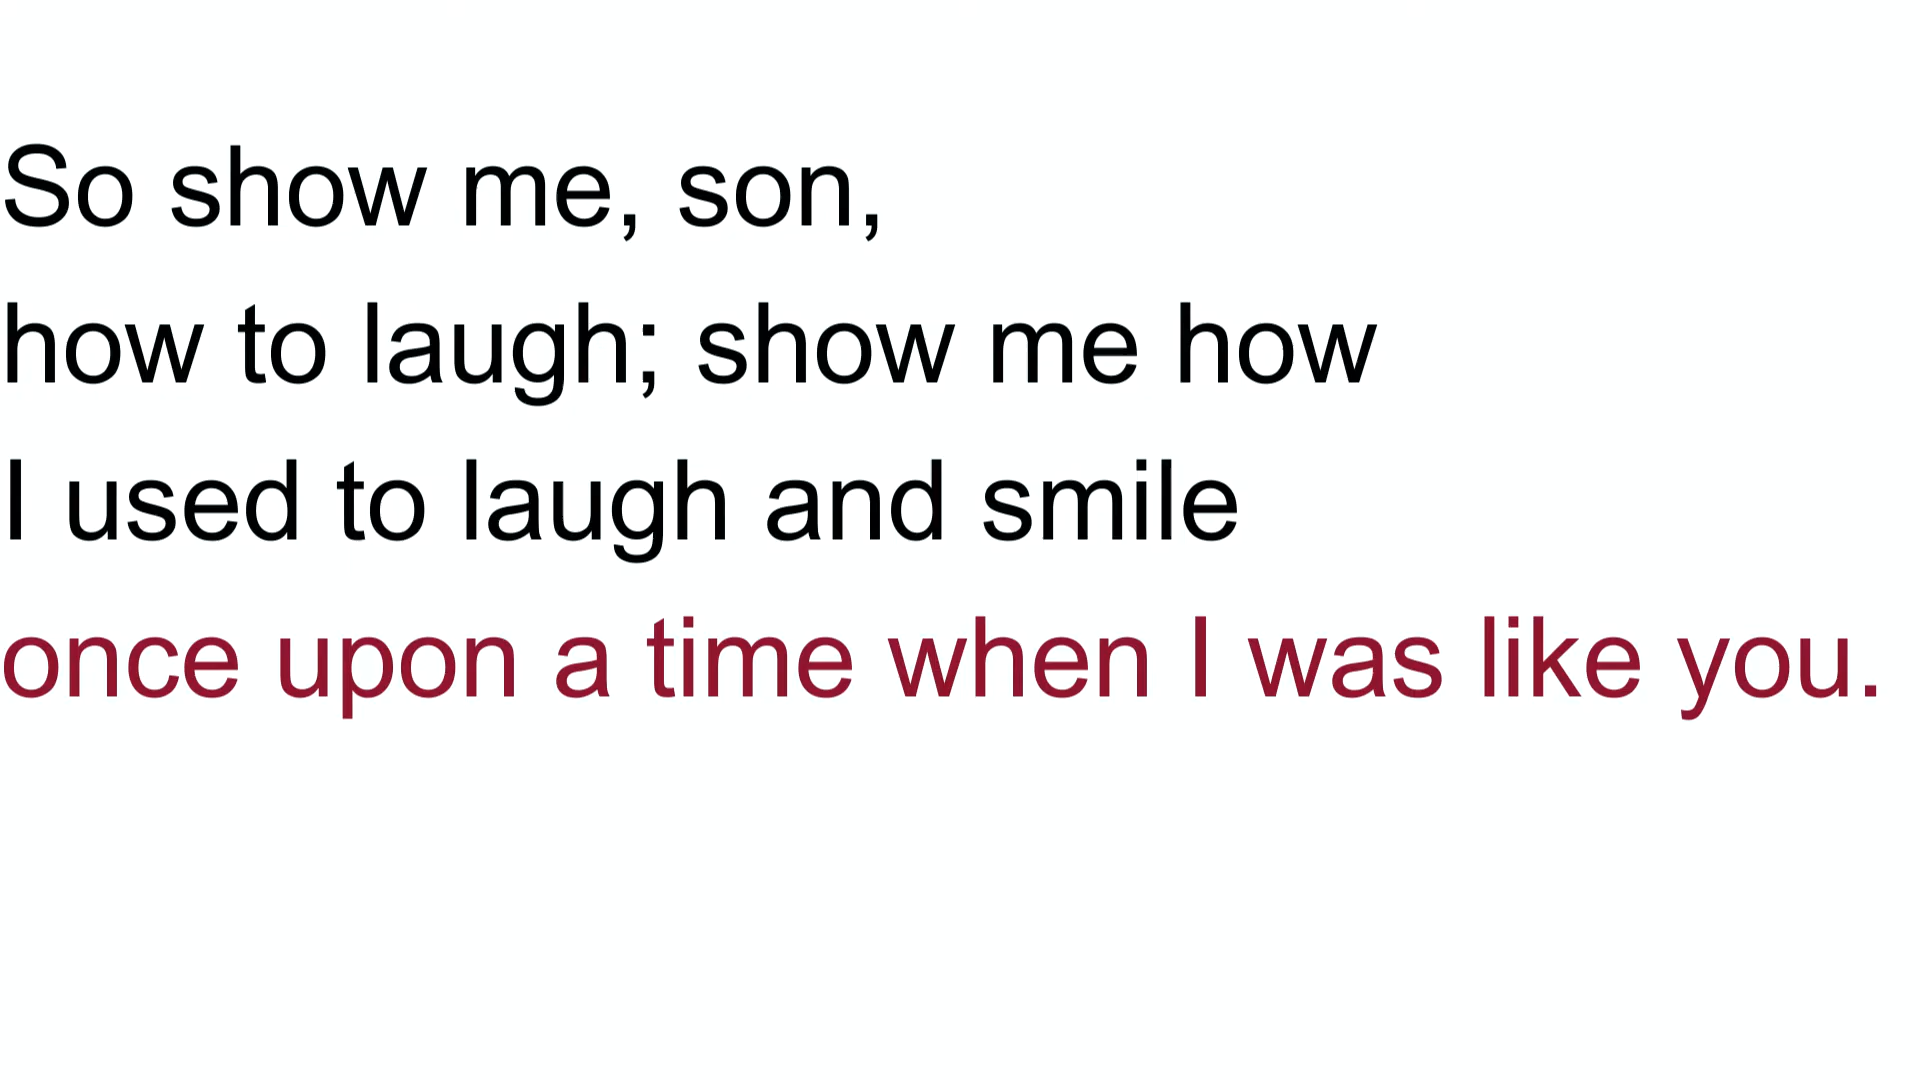 So show me, son,
how to laugh; show me how
I used to laugh and smile
once upon a time when I was like you.